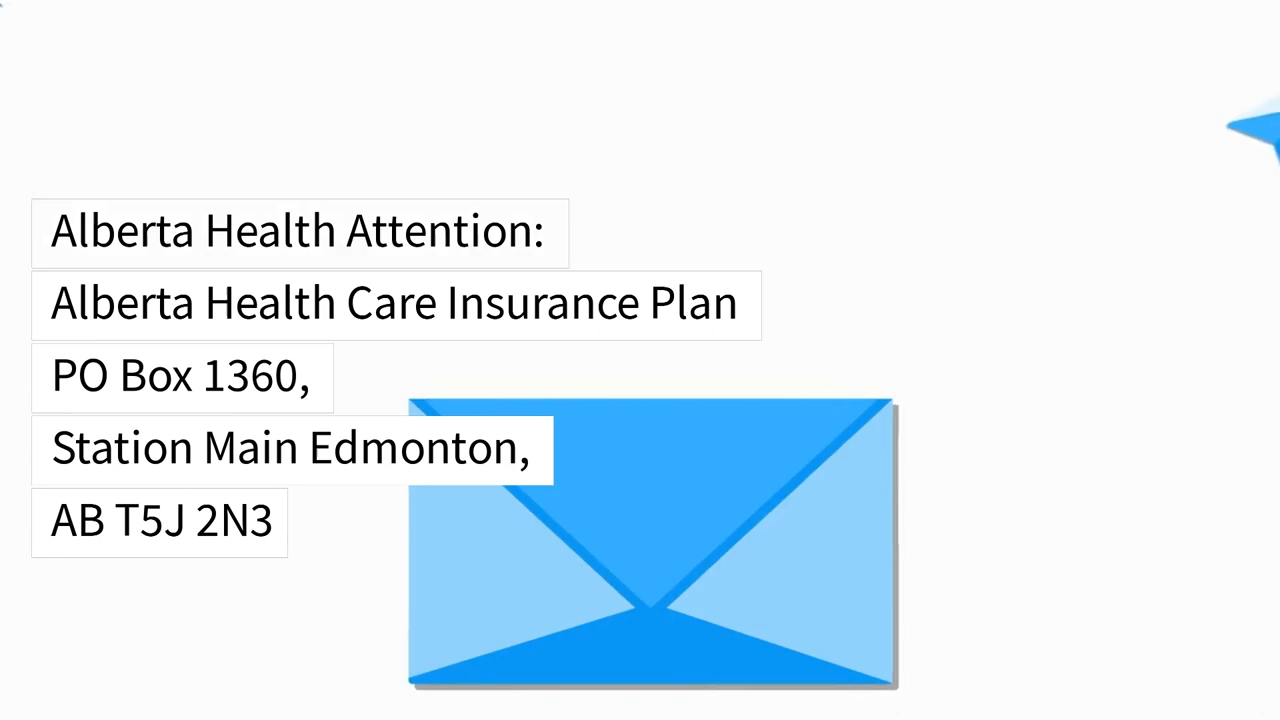 Alberta Health Attention:
Alberta Health Care Insurance Plan
PO Box 1360,
Station Main Edmonton,
AB T5J 2N3